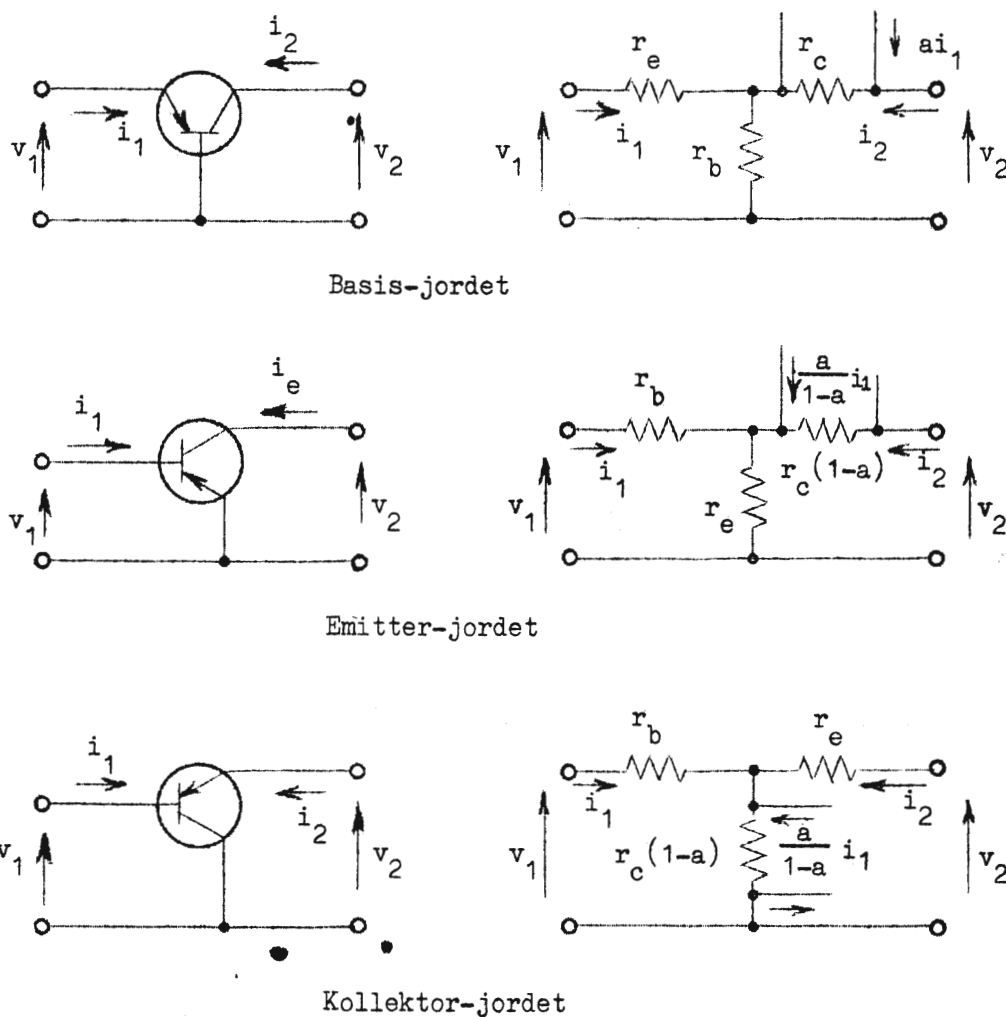 i2
i1
v1
v2
re
rc
ai1
i1
rb
i2
v1
v2
Basis-jordet
i1
ie
v1
v2
rb
a/(1-a) i1
i1
rc(1-a)
i2
v1
re
v2
Emitter-jordet
i1
i2
v1
v2
rb
re
i1
i2
v1
rc(1-a)
a/(1-a) i1
v2
Kollektor-jordet